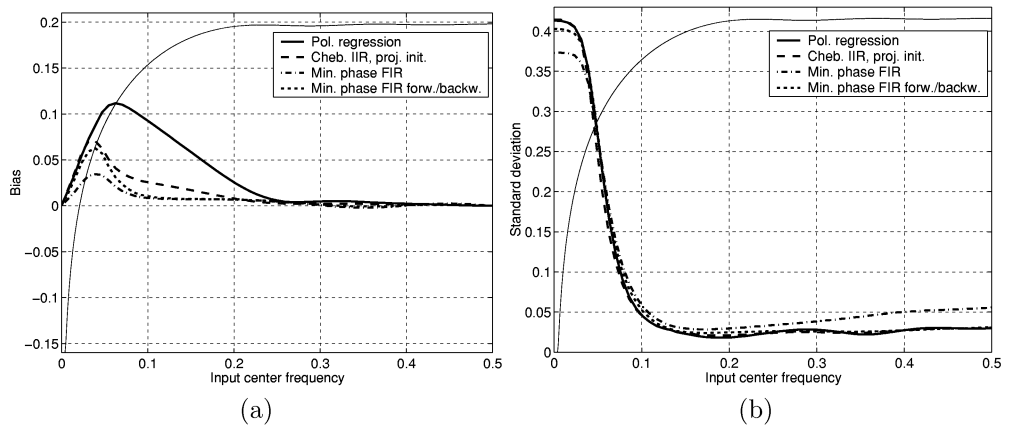 0.2
0.15
0.1
0.05
0
−0.05
−0.1
−0.15
Bias
Pol. regression
Cheb. IIR, proj. init.
Min. phase FIR
Min. phase FIR forw./backw.
0 0.1 0.2 0.3 0.4 0.5
Input center frequency
(a)
0.4
0.35
0.3
0.25
0.2
0.15
0.1
0.05
0
Standard deviation
Pol. regression
Cheb. IIR, proj. init.
Min. phase FIR
Min. phase FIR forw./backw.
0 0.1 0.2 0.3 0.4 0.5
Input center frequency
(b)